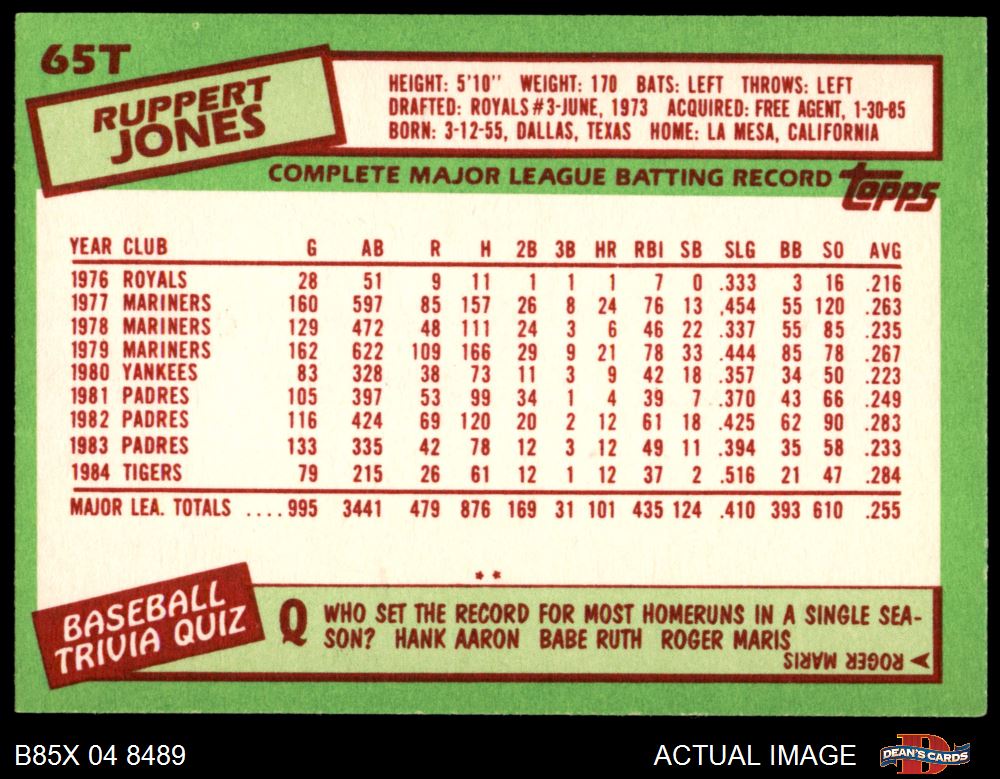 65T
RUPPERT
JONES
HEIGHT: 5'10" WEIGHT: 170 BATS: LEFT THROWS: LEFT
DRAFTED: ROYALS #3-JUNE, 1973 ACQUIRED: FREE AGENT, 1-30-85
BORN: 3-12-55, DALLAS, TEXAS HOME: LA MESA, CALIFORNIA
COMPLETE MAJOR LEAGUE BATTING RECORD topps
YEAR CLUB G AB R H 2B 3B HR RBI SB SLG BB SO AVG
1976 ROYALS 28 51 9 11 1 1 1 7 0 .333 3 16 .216
1977 MARINERS 160 597 85 157 26 8 24 76 13 .454 55 120 .263
1978 MARINERS 129 472 48 111 24 3 6 46 22 .337 55 85 .235
1979 MARINERS 162 622 109 166 29 9 21 78 33 .444 85 78 .267
1980 YANKEES 83 328 38 73 11 3 9 42 18 .357 34 50 .223
1981 PADRES 105 397 53 99 34 1 4 39 7 .370 43 66 .249
1982 PADRES 116 424 69 120 20 2 12 61 18 .425 62 90 .283
1983 PADRES 133 335 42 78 12 3 12 49 11 .394 35 58 .233
1984 TIGERS 79 215 26 61 12 1 12 37 2 .516 21 47 .284
MAJOR LEA. TOTALS ....995 3441 479 876 169 31 101 435 124 .410 393 610 .255
**
BASEBALL
TRIVIA QUIZ
Q WHO SET THE RECORD FOR MOST HOMERUNS IN A SINGLE SEA-
SON? HANK AARON BABE RUTH ROGER MARIS
ROGER MARIS
B85X 04 8489
ACTUAL IMAGE
D
DEAN'S CARDS